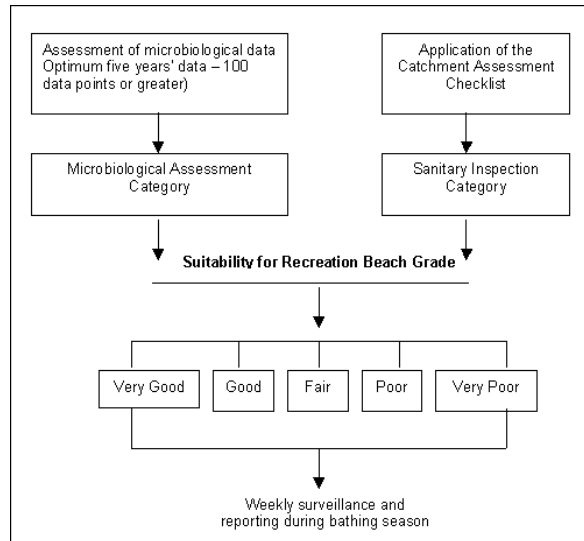 Assessment of microbiological data
Optimum five years' data – 100
data points or greater)
Application of the
Catchment Assessment
Checklist
Microbiological Assessment
Category
Sanitary Inspection
Category
Suitability for Recreation Beach Grade
Very Good
Good
Fair
Poor
Very Poor
Weekly surveillance and
reporting during bathing season